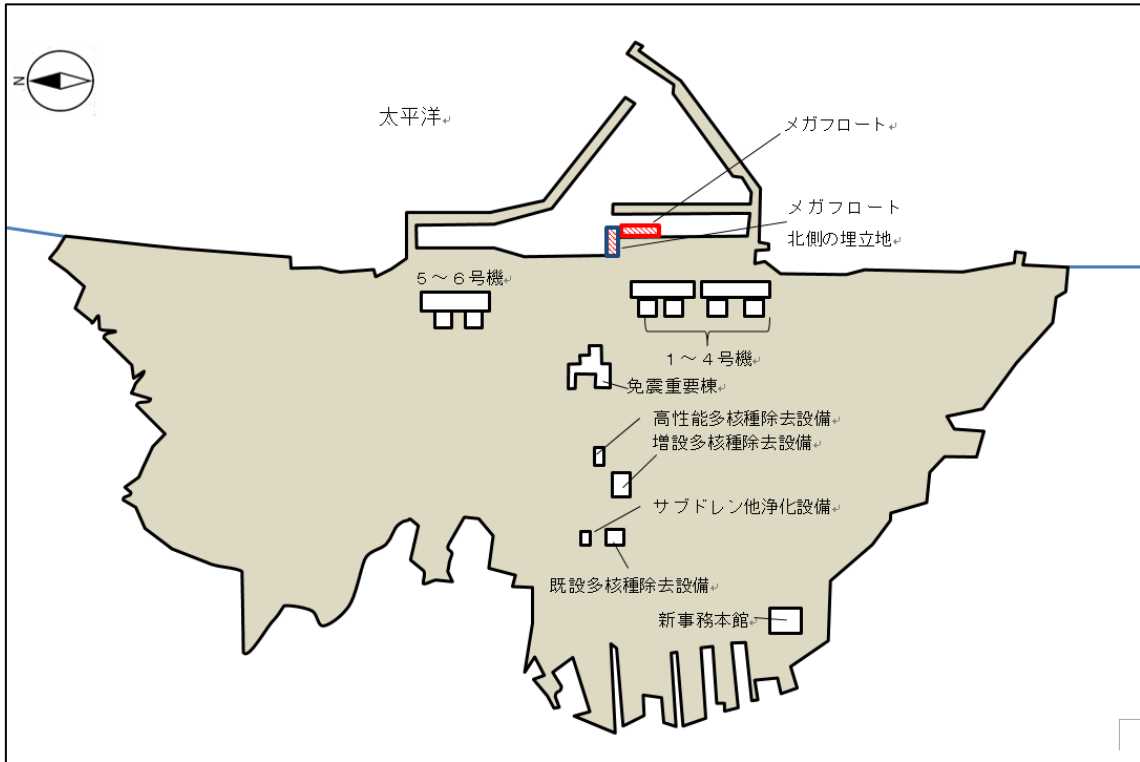 N
太平洋↵
メガフロート↵
メガフロート
北側の埋立地↵
5~6号機↵
1~4号機↵
免震重要棟↵
高性能多核種除去設備↵
増設多核種除去設備↵
サブドレン他浄化設備↵
既設多核種除去設備↵
新事務本館↵